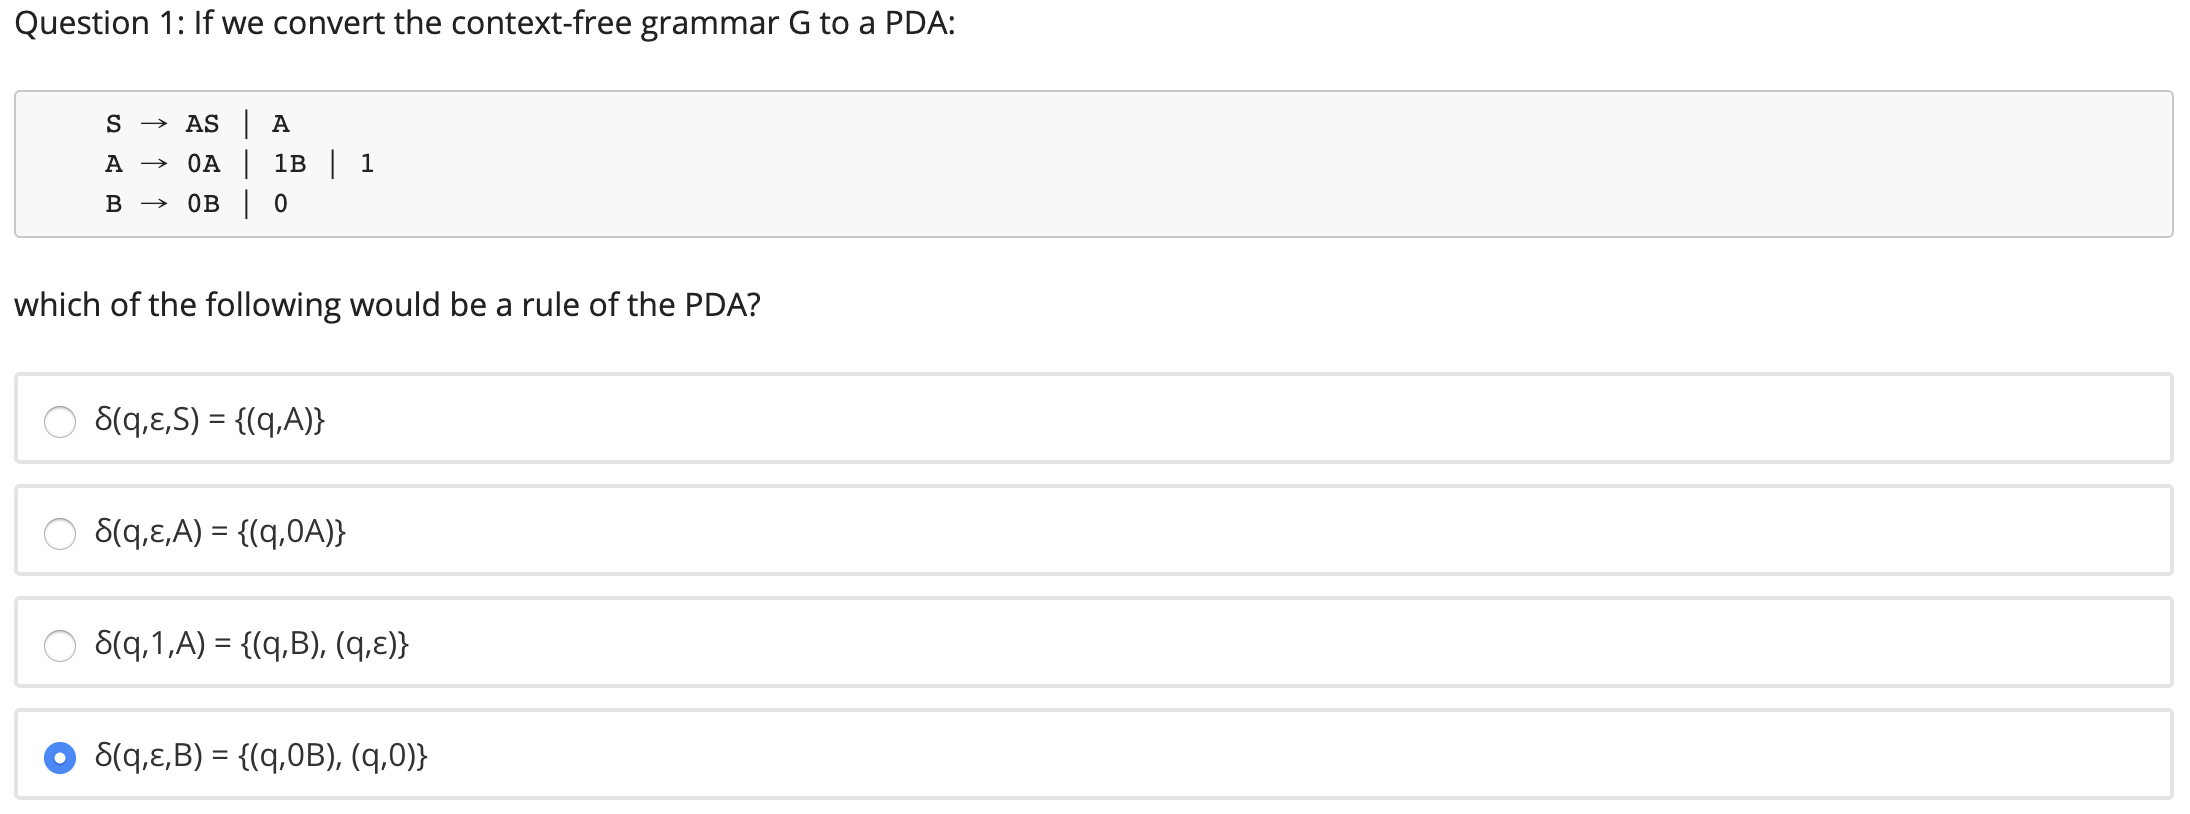 Question 1: If we convert the context-free grammar G to a PDA:
S → AS | A
A → 0A | 1B | 1
B → 0B | 0
which of the following would be a rule of the PDA?
δ(q,ε,S) = {(q,A)}
δ(q,ε,A) = {(q,0A)}
δ(q,1,A) = {(q,B), (q,ε)}
δ(q,ε,B) = {(q,0B), (q,0)}